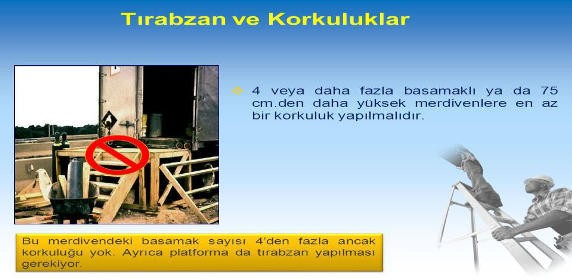 Tırabzan ve Korkuluklar
4 veya daha fazla basamaklı ya da 75
cm.den daha yüksek merdivenlere en az
bir korkuluk yapılmalıdır.
Bu merdivendeki basamak sayısı 4'den fazla ancak
korkuluğu yok. Ayrıca platforma da tırabzan yapılması
gerekiyor.